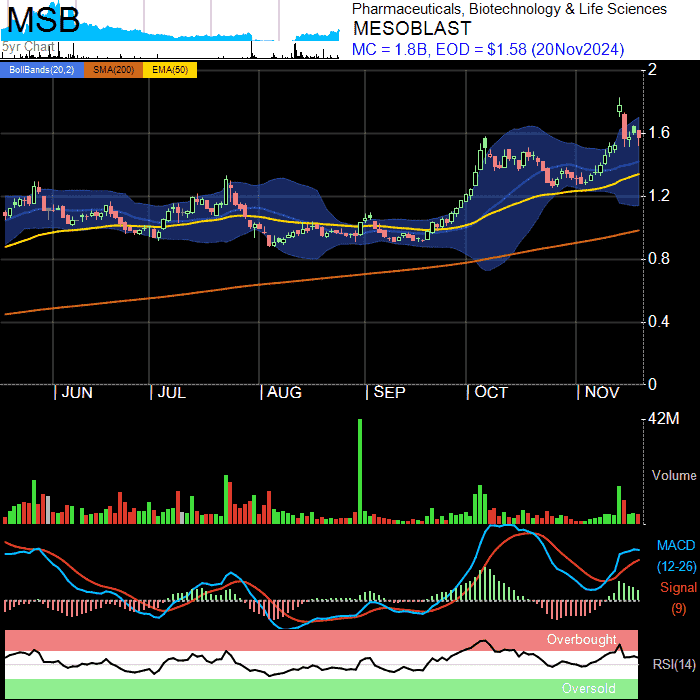 MSB
5yr Chart
Pharmaceuticals, Biotechnology & Life Sciences
MESOBLAST
MC = 1.8B, EOD = $1.58 (20Nov2024)
BollBands(20,2) SMA(200) EMA(50)
2
1.6
1.2
0.8
0.4
0
JUN JUL AUG SEP OCT NOV
42M
Volume
MACD
(12-26)
Signal
(9)
Overbought
RSI(14)
Oversold